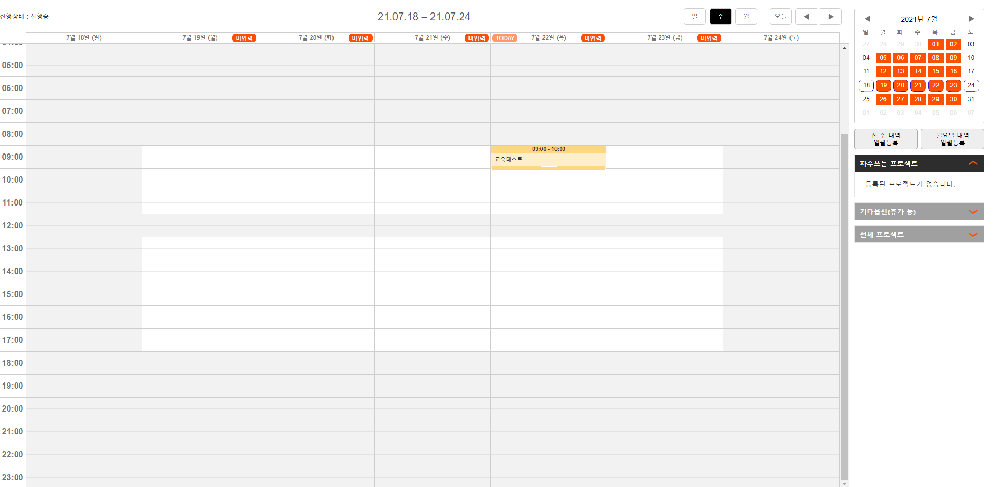 진행상태 : 진행중
21.07.18 – 21.07.24
일 주 월 오늘 ◀ ▶
7월 18일 (일) 7월 19일 (월) 미입력 7월 20일 (화) 미입력 7월 21일 (수) 미입력 TODAY 7월 22일 (목) 미입력 7월 23일 (금) 미입력 7월 24일 (토)
05:00
06:00
07:00
08:00
09:00
09:00 - 10:00
교육테스트
10:00
11:00
12:00
13:00
14:00
15:00
16:00
17:00
18:00
19:00
20:00
21:00
22:00
23:00
◀ 2021년 7월 ▶
일 월 화 수 목 금 토
27 28 29 30 01 02 03
04 05 06 07 08 09 10
11 12 13 14 15 16 17
18 19 20 21 22 23 24
25 26 27 28 29 30 31
01 02 03 04 05 06 07
전 주 내역
일괄등록
월요일 내역
일괄등록
자주쓰는 프로젝트
등록된 프로젝트가 없습니다.
기타옵션(휴가 등)
전체 프로젝트